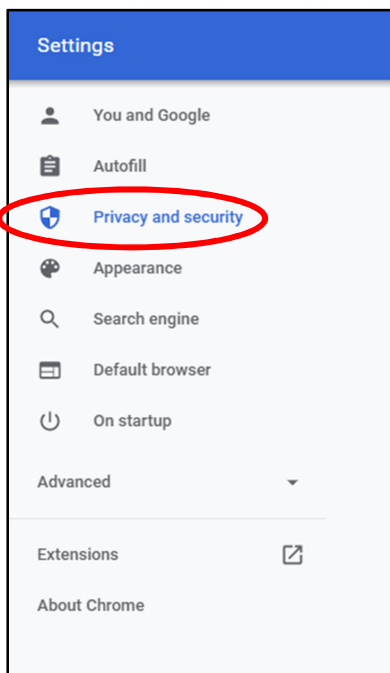 Settings
You and Google
Autofill
Privacy and security
Appearance
Search engine
Default browser
On startup
Advanced
Extensions
About Chrome